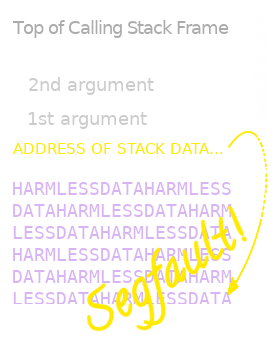 Top of Calling Stack Frame
2nd argument
1st argument
ADDRESS OF STACK DATA...
HARMLESSDATAHARMLESS
DATAHARMLESSDATAHARM
LESSDATAHARMLESSDATA
HARMLESSDATAHARMLESS
DATAHARMLESSDATAHARM
LESSDATAHARMLESSDATA
Segfault!